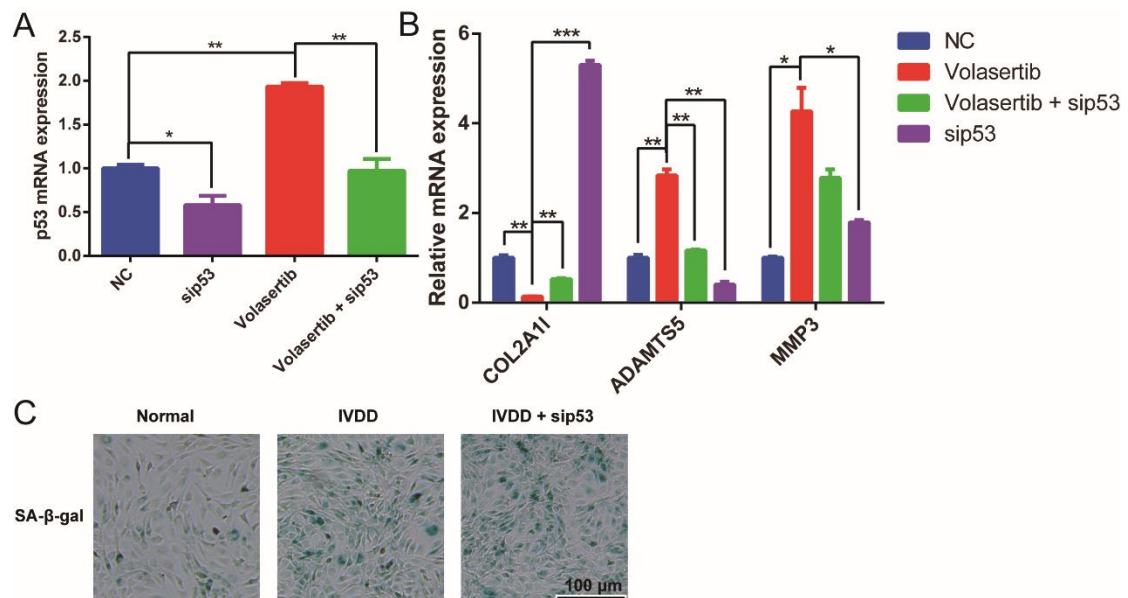 A
p53 mRNA expression
2.5
2.0
1.5
1.0
0.5
0.0
**
**
*
NC
sip53
Volasertib
Volasertib + sip53
B
Relative mRNA expression
6
4
2
0
***
**
**
**
**
**
*
*
COL2A1I
ADAMTS5
MMP3
NC
Volasertib
Volasertib + sip53
sip53
C
Normal
IVDD
IVDD + sip53
SA-β-gal
100 μm